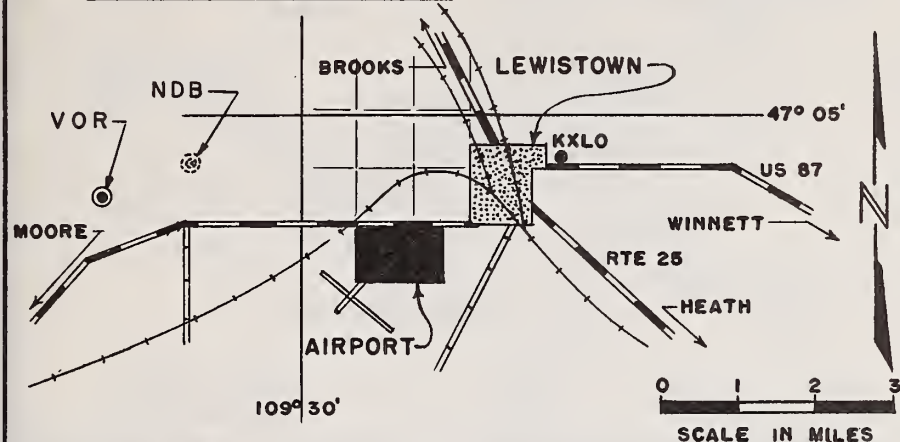 BROOKS
LEWISTOWN
NDB
VOR
47° 05'
KXLO
US 87
MOORE
WINNETT
N
RTE 25
HEATH
AIRPORT
109° 30'
0 1 2 3
SCALE IN MILES